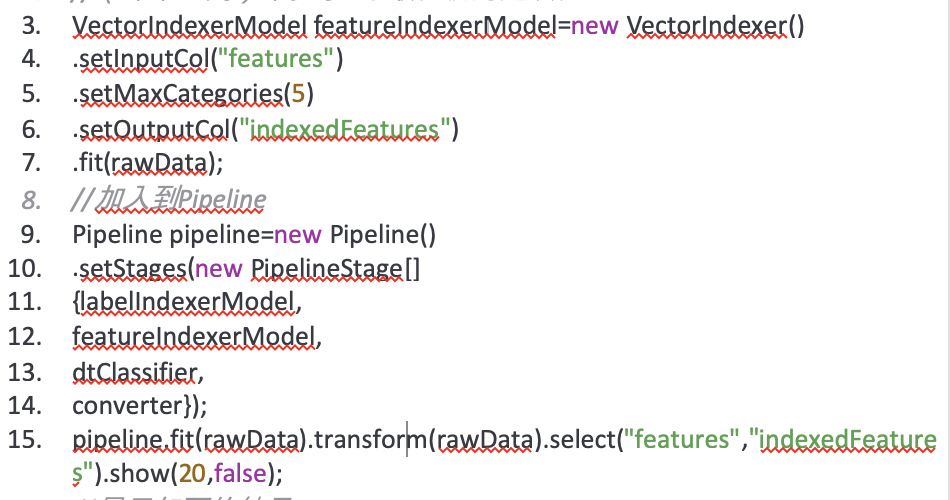 3. VectorIndexerModel featureIndexerModel=new VectorIndexer()
4. .setInputCol("features")
5. .setMaxCategories(5)
6. .setOutputCol("indexedFeatures")
7. .fit(rawData);
8. //加入到Pipeline
9. Pipeline pipeline=new Pipeline()
10. .setStages(new PipelineStage[]
11. {labelIndexerModel,
12. featureIndexerModel,
13. dtClassifier,
14. converter});
15. pipeline.fit(rawData).transform(rawData).select("features","indexedFeature
s").show(20,false);